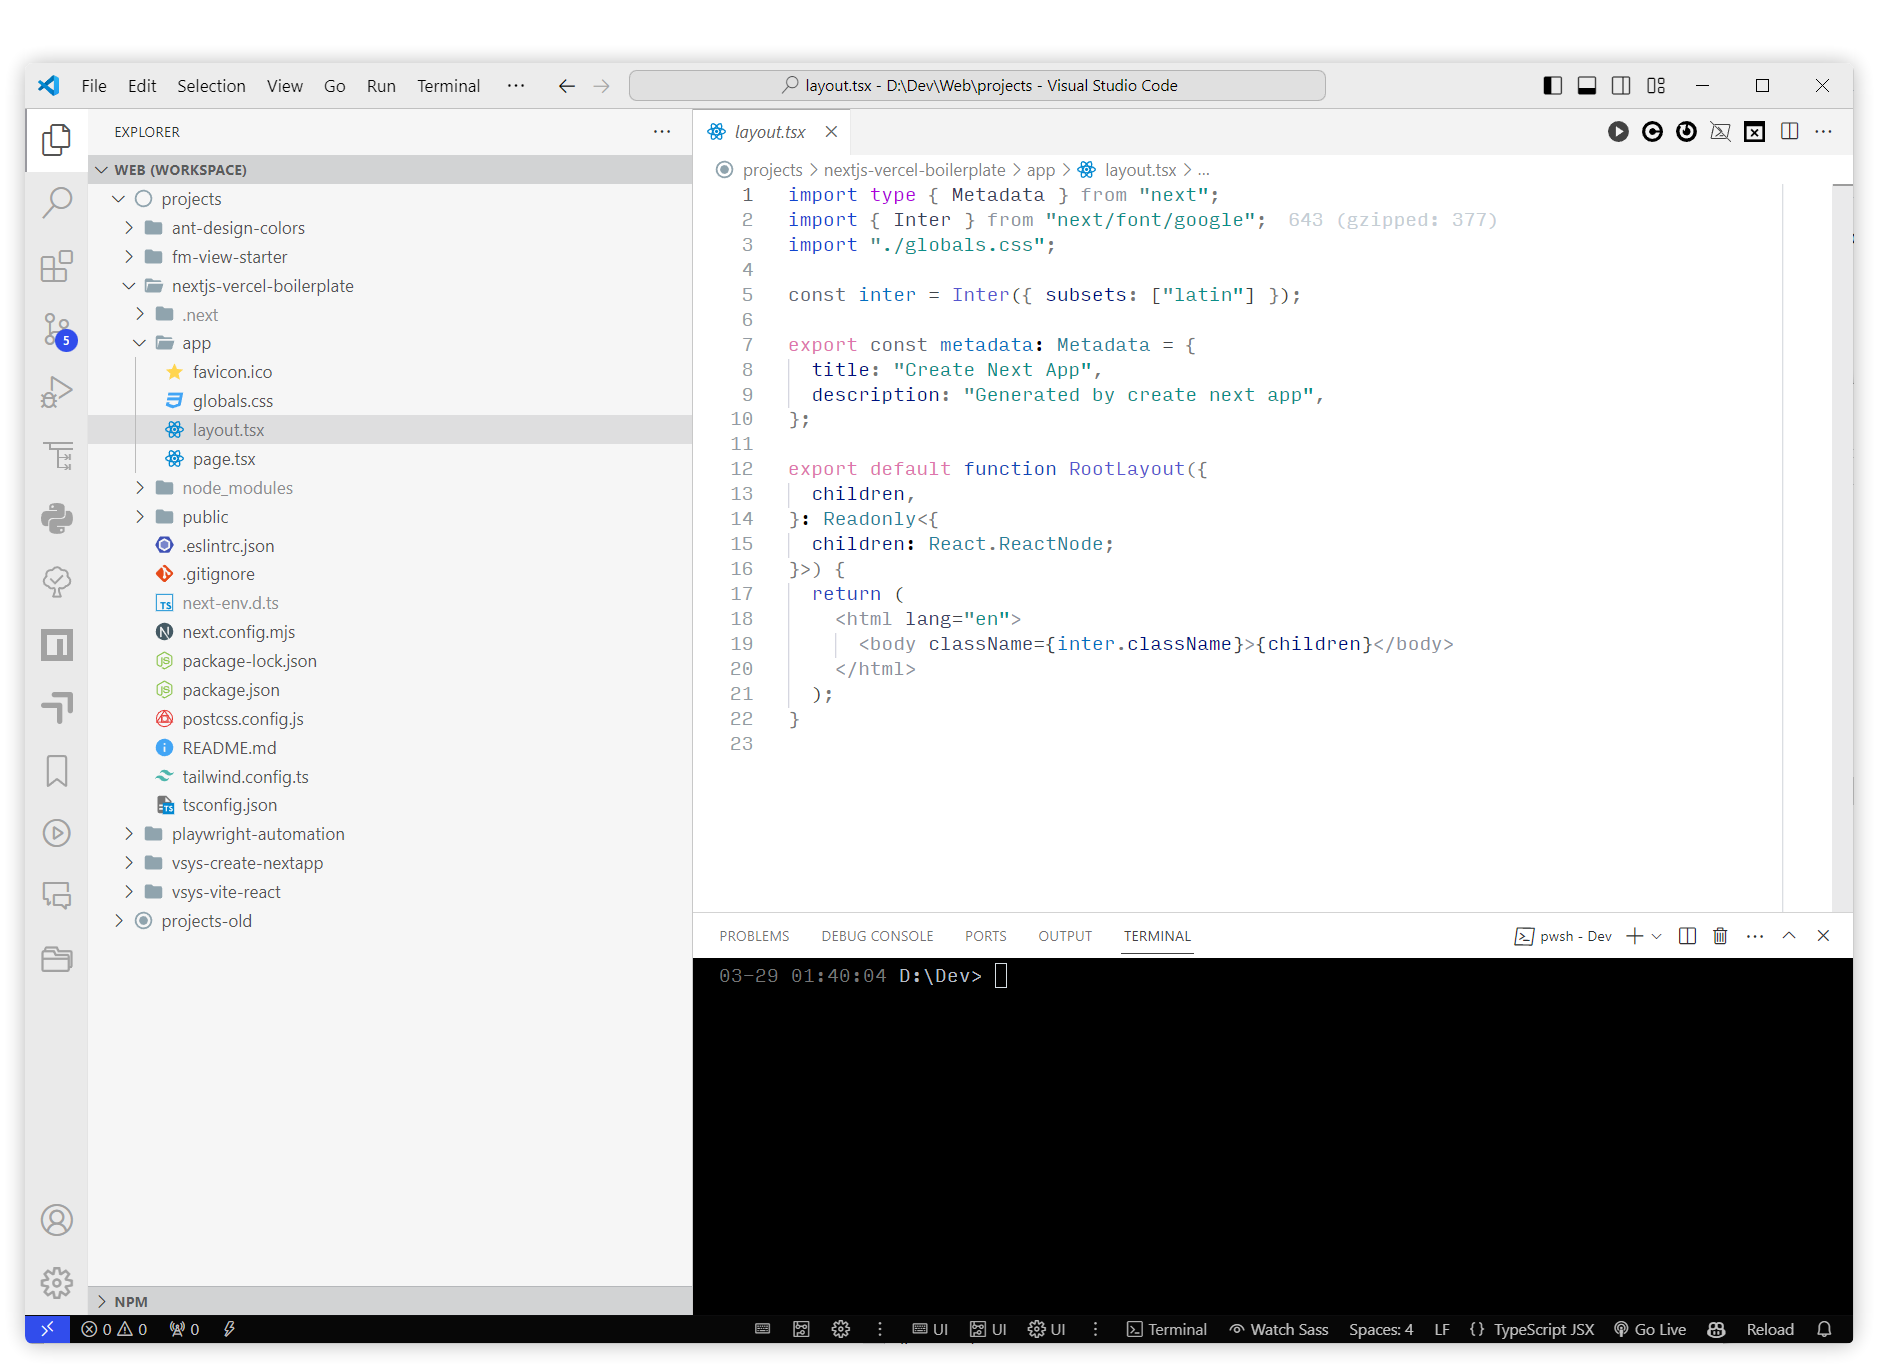 File Edit Selection View Go Run Terminal ··· layout.tsx - D:\Dev\Web\projects - Visual Studio Code
EXPLORER
WEB (WORKSPACE)
projects
ant-design-colors
fm-view-starter
nextjs-vercel-boilerplate
.next
app
favicon.ico
globals.css
layout.tsx
page.tsx
node_modules
public
.eslintrc.json
.gitignore
next-env.d.ts
next.config.mjs
package-lock.json
package.json
postcss.config.js
README.md
tailwind.config.ts
tsconfig.json
playwright-automation
vsys-create-nextapp
vsys-vite-react
projects-old
NPM
5
layout.tsx
projects > nextjs-vercel-boilerplate > app > layout.tsx > ...
1 import type { Metadata } from "next";
2 import { Inter } from "next/font/google"; 643 (gzipped: 377)
3 import "./globals.css";
4
5 const inter = Inter({ subsets: ["latin"] });
6
7 export const metadata: Metadata = {
8 title: "Create Next App",
9 description: "Generated by create next app",
10 };
11
12 export default function RootLayout({
13 children,
14 }: Readonly<{
15 children: React.ReactNode;
16 }>) {
17 return (
18 <html lang="en">
19 <body className={inter.className}>{children}</body>
20 </html>
21 );
22 }
23
PROBLEMS DEBUG CONSOLE PORTS OUTPUT TERMINAL pwsh - Dev
03-29 01:40:04 D:\Dev>
0 0 0 UI UI UI Terminal Watch Sass Spaces: 4 LF {} TypeScript JSX Go Live Reload